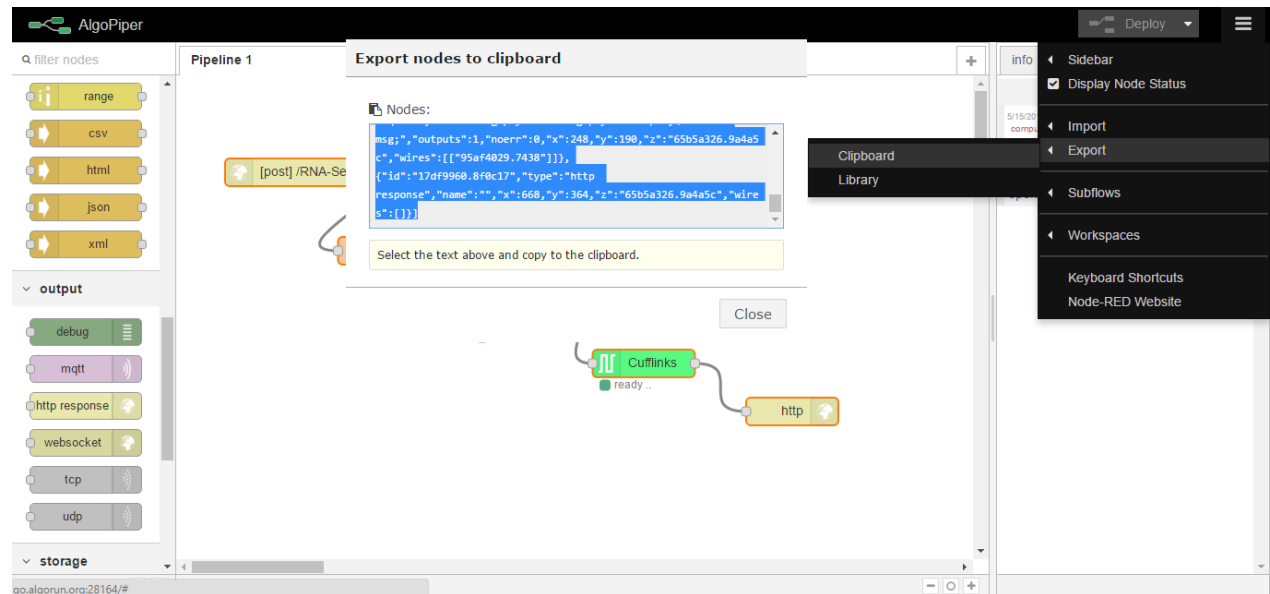 AlgoPiper
Deploy
filter nodes
range
csv
html
json
xml
output
debug
mqtt
http response
websocket
tcp
udp
storage
go.algorun.org:28164/#
Pipeline 1
[post] /RNA-Se
Export nodes to clipboard
Nodes:
msg;","outputs":1,"noerr":0,"x":248,"y":190,"z":"65b5a326.9a4a5
c","wires":[["95af4029.7438"]]},
{"id":"17df9960.8f0c17","type":"http
response","name":"","x":668,"y":364,"z":"65b5a326.9a4a5c","wire
s":[]}]
Select the text above and copy to the clipboard.
Close
Cufflinks
ready ..
http
info
5/15/20
compu
Sidebar
Display Node Status
Import
Export
Subflows
Workspaces
Keyboard Shortcuts
Node-RED Website
Clipboard
Library